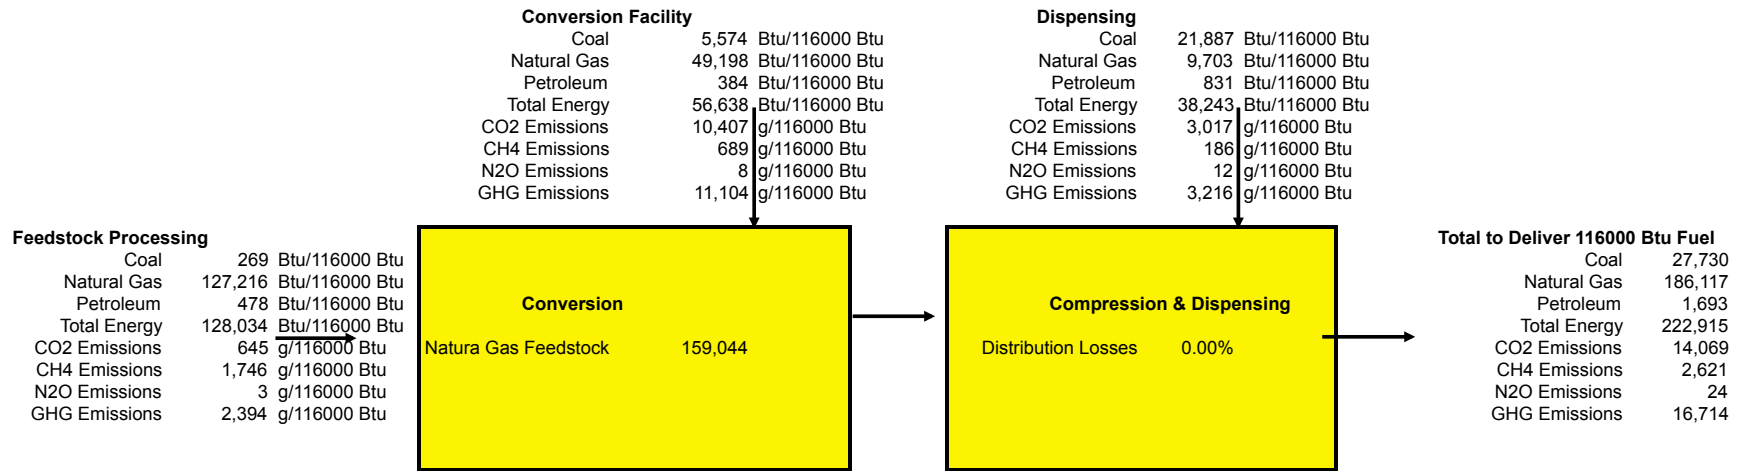 Conversion Facility
Coal 5,574 Btu/116000 Btu
Natural Gas 49,198 Btu/116000 Btu
Petroleum 384 Btu/116000 Btu
Total Energy 56,638 Btu/116000 Btu
CO2 Emissions 10,407 g/116000 Btu
CH4 Emissions 689 g/116000 Btu
N2O Emissions 8 g/116000 Btu
GHG Emissions 11,104 g/116000 Btu
Dispensing
Coal 21,887 Btu/116000 Btu
Natural Gas 9,703 Btu/116000 Btu
Petroleum 831 Btu/116000 Btu
Total Energy 38,243 Btu/116000 Btu
CO2 Emissions 3,017 g/116000 Btu
CH4 Emissions 186 g/116000 Btu
N2O Emissions 12 g/116000 Btu
GHG Emissions 3,216 g/116000 Btu
Feedstock Processing
Coal 269 Btu/116000 Btu
Natural Gas 127,216 Btu/116000 Btu
Petroleum 478 Btu/116000 Btu
Total Energy 128,034 Btu/116000 Btu
CO2 Emissions 645 g/116000 Btu
CH4 Emissions 1,746 g/116000 Btu
N2O Emissions 3 g/116000 Btu
GHG Emissions 2,394 g/116000 Btu
Conversion
Natura Gas Feedstock 159,044
Compression & Dispensing
Distribution Losses 0.00%
Total to Deliver 116000 Btu Fuel
Coal 27,730
Natural Gas 186,117
Petroleum 1,693
Total Energy 222,915
CO2 Emissions 14,069
CH4 Emissions 2,621
N2O Emissions 24
GHG Emissions 16,714